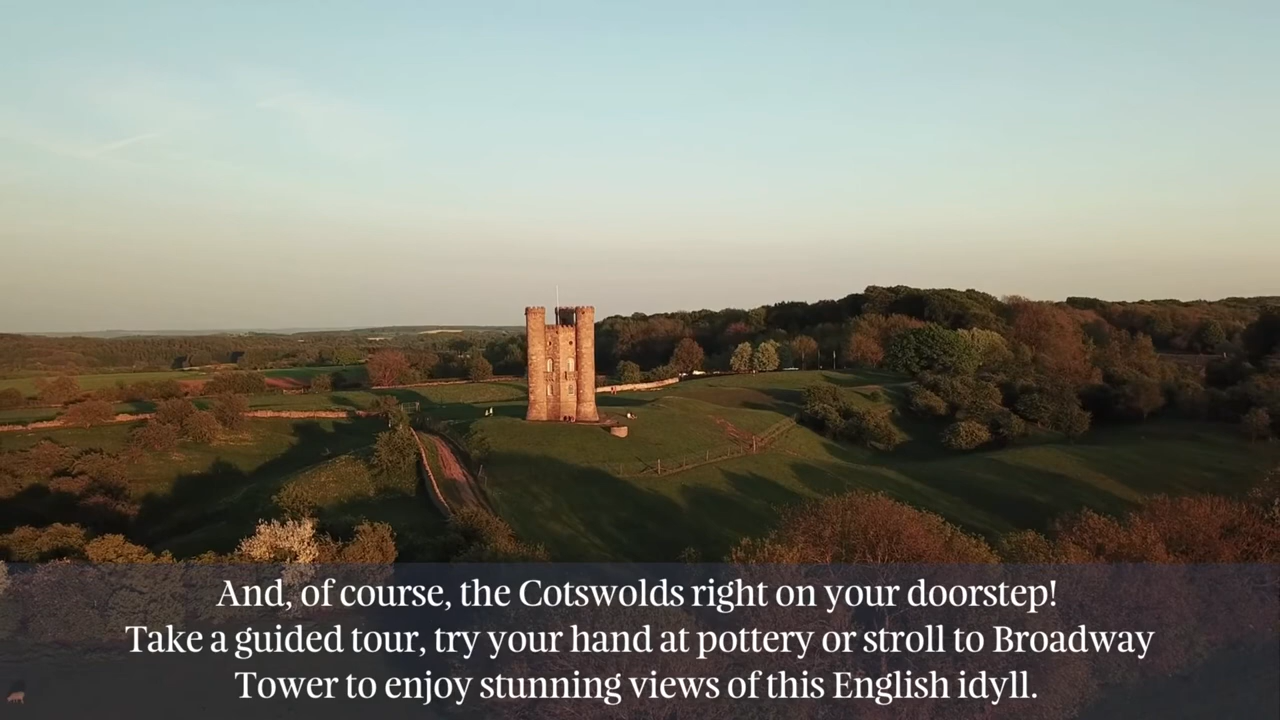 And, of course, the Cotswolds right on your doorstep!
Take a guided tour, try your hand at pottery or stroll to Broadway
Tower to enjoy stunning views of this English idyll.